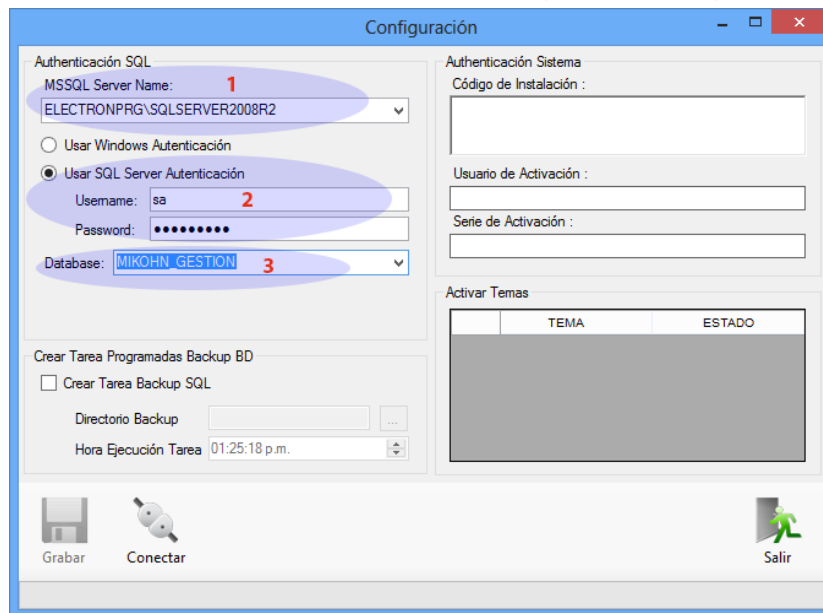 Configuración
Authenticación SQL
MSSQL Server Name:
1
ELECTRONPRG\SQLSERVER2008R2
Usar Windows Autenticación
Usar SQL Server Autenticación
Username:
sa
2
Password:
•••••••••
Database:
MIKOHN_GESTION
3
Crear Tarea Programadas Backup BD
Crear Tarea Backup SQL
Directorio Backup
...
Hora Ejecución Tarea
01:25:18 p.m.
Authenticación Sistema
Código de Instalación :
Usuario de Activación :
Serie de Activación :
Activar Temas
TEMA
ESTADO
Grabar
Conectar
Salir